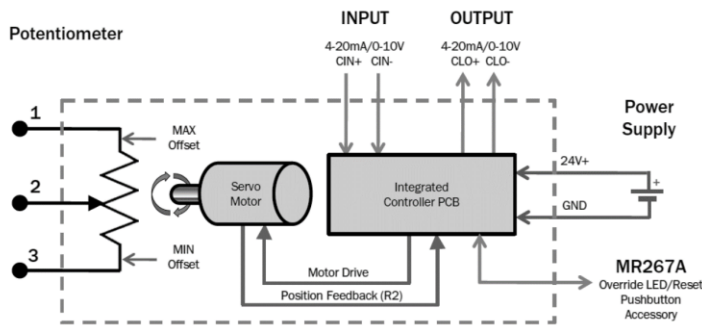 INPUT
OUTPUT
Potentiometer
4-20mA/0-10V
CIN+ CIN-
4-20mA/0-10V
CLO+ CLO-
Power
Supply
1
MAX
Offset
2
Servo
Motor
Integrated
Controller PCB
24V+
+
GND
3
MIN
Offset
Motor Drive
Position Feedback (R2)
MR267A
Override LED/Reset
Pushbutton
Accessory